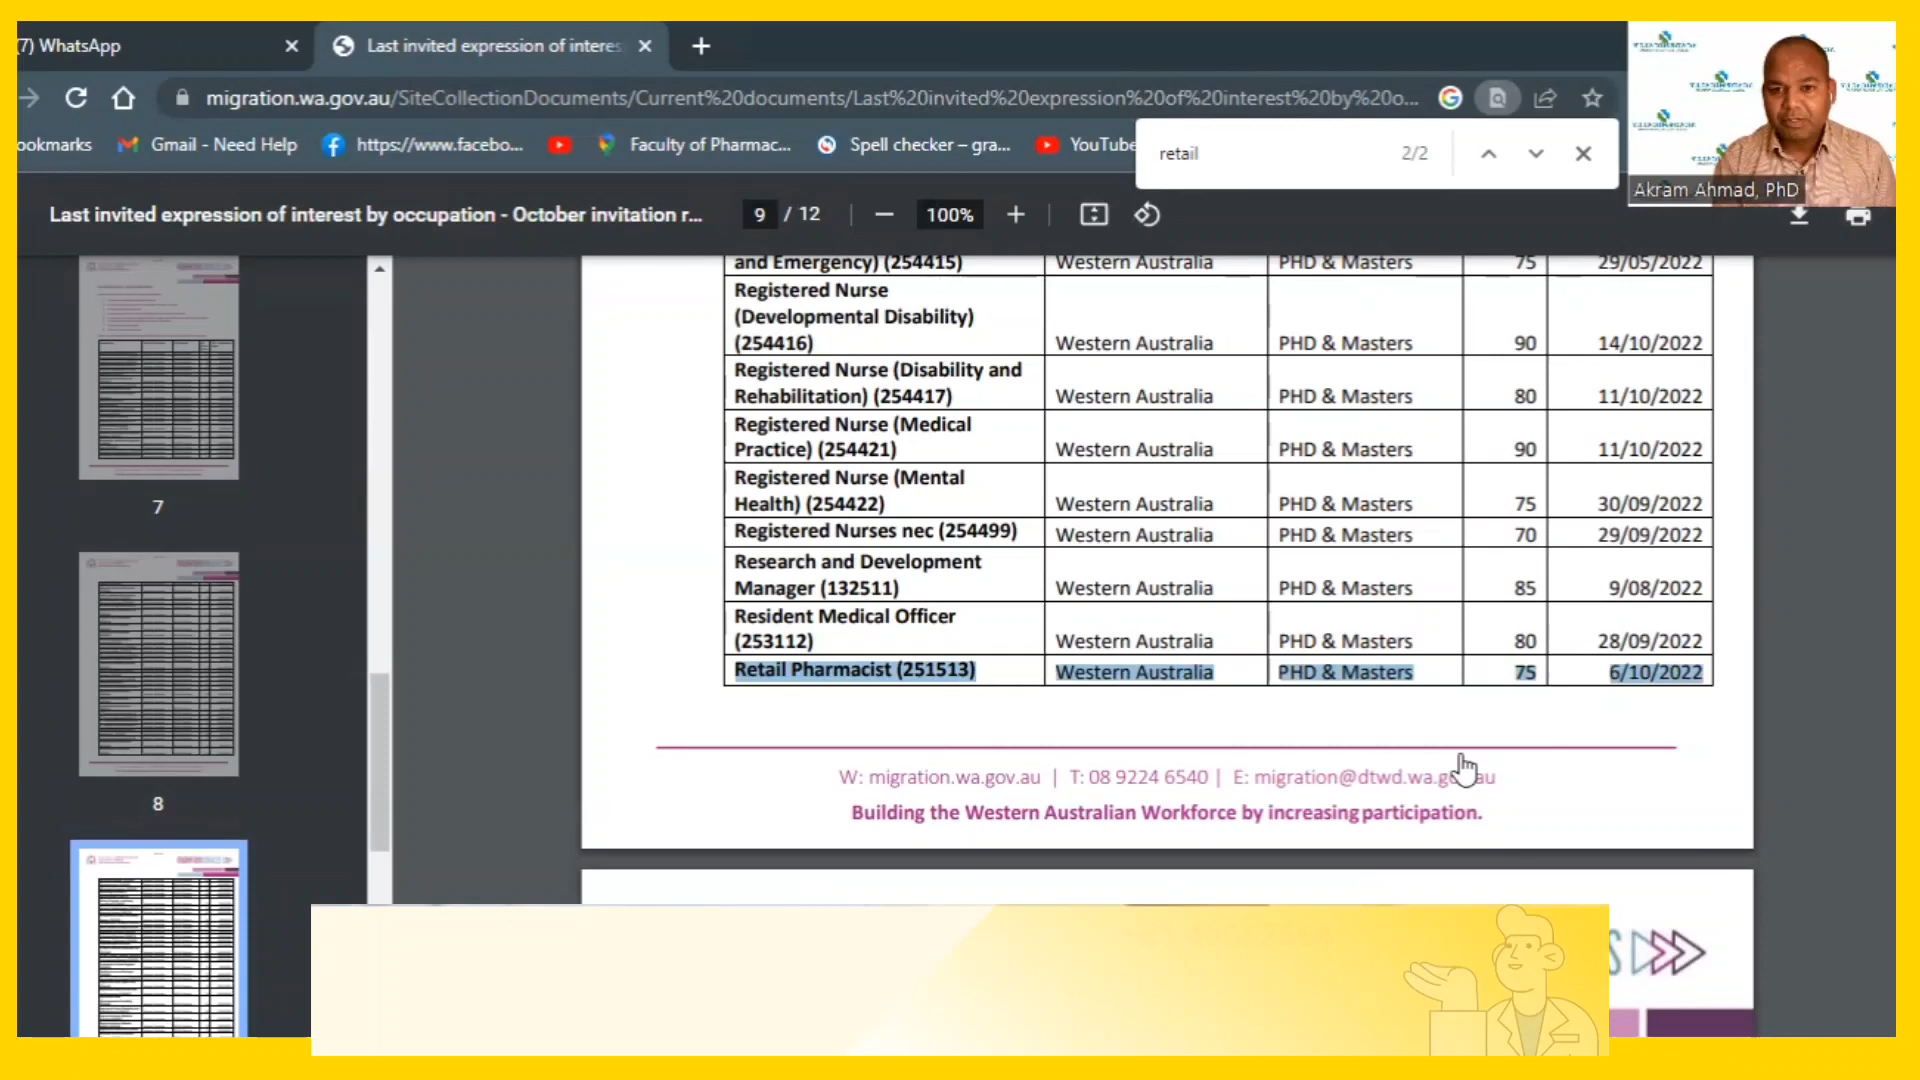 7) WhatsApp
Last invited expression of interes
migration.wa.gov.au/SiteCollectionDocuments/Current%20documents/Last%20invited%20expression%20of%20interest%20by%20o...
ookmarks
Gmail - Need Help
https://www.facebo...
Faculty of Pharmac...
Spell checker – gra...
YouTube
retail
2/2
Akram Ahmad, PhD
Last invited expression of interest by occupation - October invitation r...
9 / 12
100%
7
8
and Emergency) (254415) Western Australia PHD & Masters 75 29/05/2022
Registered Nurse
(Developmental Disability)
(254416) Western Australia PHD & Masters 90 14/10/2022
Registered Nurse (Disability and
Rehabilitation) (254417) Western Australia PHD & Masters 80 11/10/2022
Registered Nurse (Medical
Practice) (254421) Western Australia PHD & Masters 90 11/10/2022
Registered Nurse (Mental
Health) (254422) Western Australia PHD & Masters 75 30/09/2022
Registered Nurses nec (254499) Western Australia PHD & Masters 70 29/09/2022
Research and Development
Manager (132511) Western Australia PHD & Masters 85 9/08/2022
Resident Medical Officer
(253112) Western Australia PHD & Masters 80 28/09/2022
Retail Pharmacist (251513) Western Australia PHD & Masters 75 6/10/2022
W: migration.wa.gov.au | T: 08 9224 6540 | E: migration@dtwd.wa.gov.au
Building the Western Australian Workforce by increasing participation.